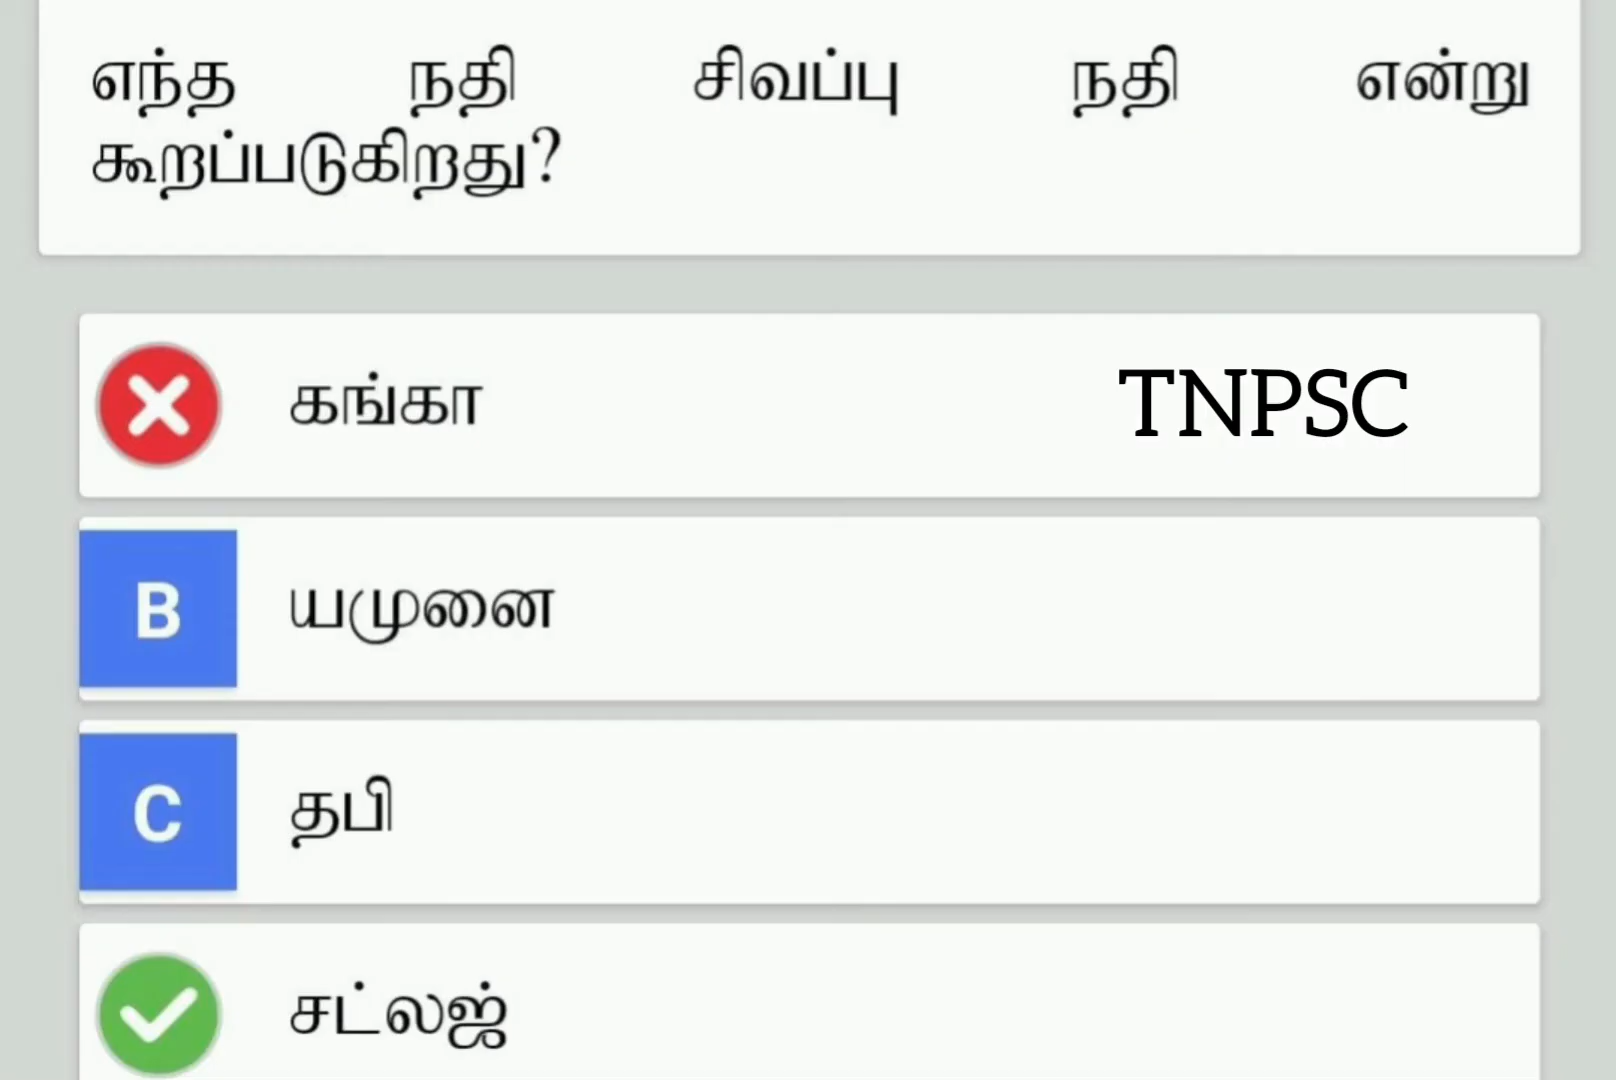 எந்த நதி சிவப்பு நதி என்று
கூறப்படுகிறது?
கங்கா
TNPSC
B யமுனை
C தபி
சட்லஜ்